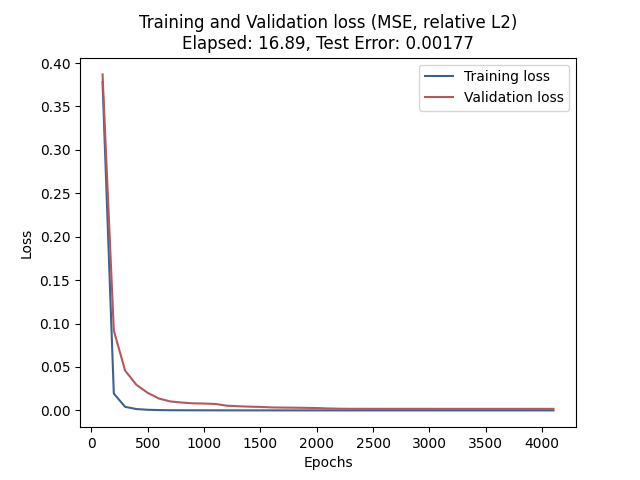 Training and Validation loss (MSE, relative L2)
Elapsed: 16.89, Test Error: 0.00177
Training loss
Validation loss
0.40
0.35
0.30
0.25
0.20
0.15
0.10
0.05
0.00
Loss
0 500 1000 1500 2000 2500 3000 3500 4000
Epochs